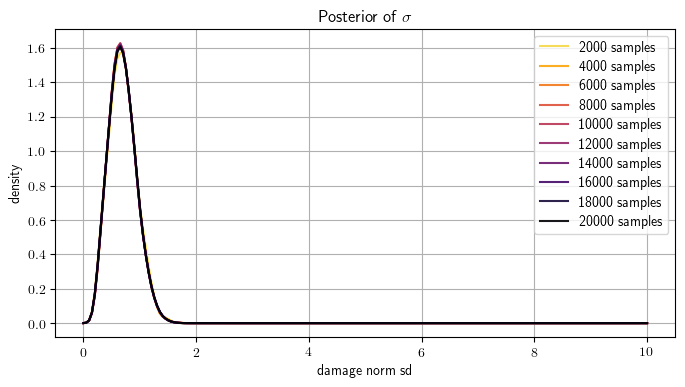 Posterior of σ
1.6
1.4
1.2
1.0
0.8
0.6
0.4
0.2
0.0
density
2000 samples
4000 samples
6000 samples
8000 samples
10000 samples
12000 samples
14000 samples
16000 samples
18000 samples
20000 samples
0 2 4 6 8 10
damage norm sd